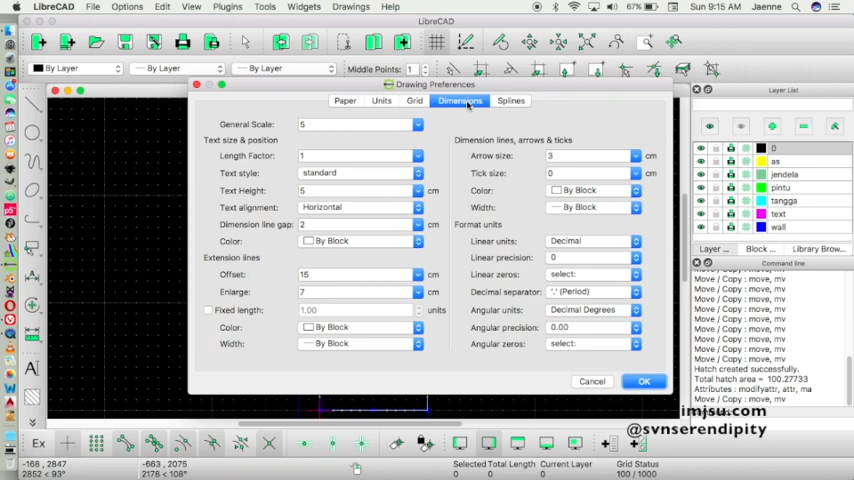 LibreCAD File Options Edit View Plugins Tools Widgets Drawings Help 67% Sun 9:15 AM Jaenne
LibreCAD
By Layer By Layer By Layer Middle Points: 1
Drawing Preferences
Paper Units Grid Dimensions Splines
General Scale: 5
Text size & position
Length Factor: 1
Text style: standard
Text Height: 5 cm
Text alignment: Horizontal
Dimension line gap: 2 cm
Color: By Block
Extension lines
Offset: 15 cm
Enlarge: 7 cm
Fixed length: 1.00 units
Color: By Block
Width: By Block
Dimension lines, arrows & ticks
Arrow size: 3 cm
Tick size: 0 cm
Color: By Block
Width: By Block
Format units
Linear units: Decimal
Linear precision: 0
Linear zeros: select:
Decimal separator: '.' (Period)
Angular units: Decimal Degrees
Angular precision: 0.00
Angular zeros: select:
Cancel OK
Layer List
0
as
jendela
pintu
tangga
text
wall
Layer ... Block ... Library Brow...
Command line
Move / Copy : move, mv
Move / Copy : move, mv
Move / Copy : move, mv
Move / Copy : move, mv
Move / Copy : move, mv
Move / Copy : move, mv
Move / Copy : move, mv
Move / Copy : move, mv
Hatch created successfully.
Total hatch area = 100.27733
Attributes : modifyattr, attr, ma
Move / Copy : move, mv
imjsu.com
@svnserendipity
Ex
-168 , 2847
2852 < 93°
-663 , 2075
2178 < 108°
Selected Total Length Current Layer Grid Status
0 0 0 100 / 1000